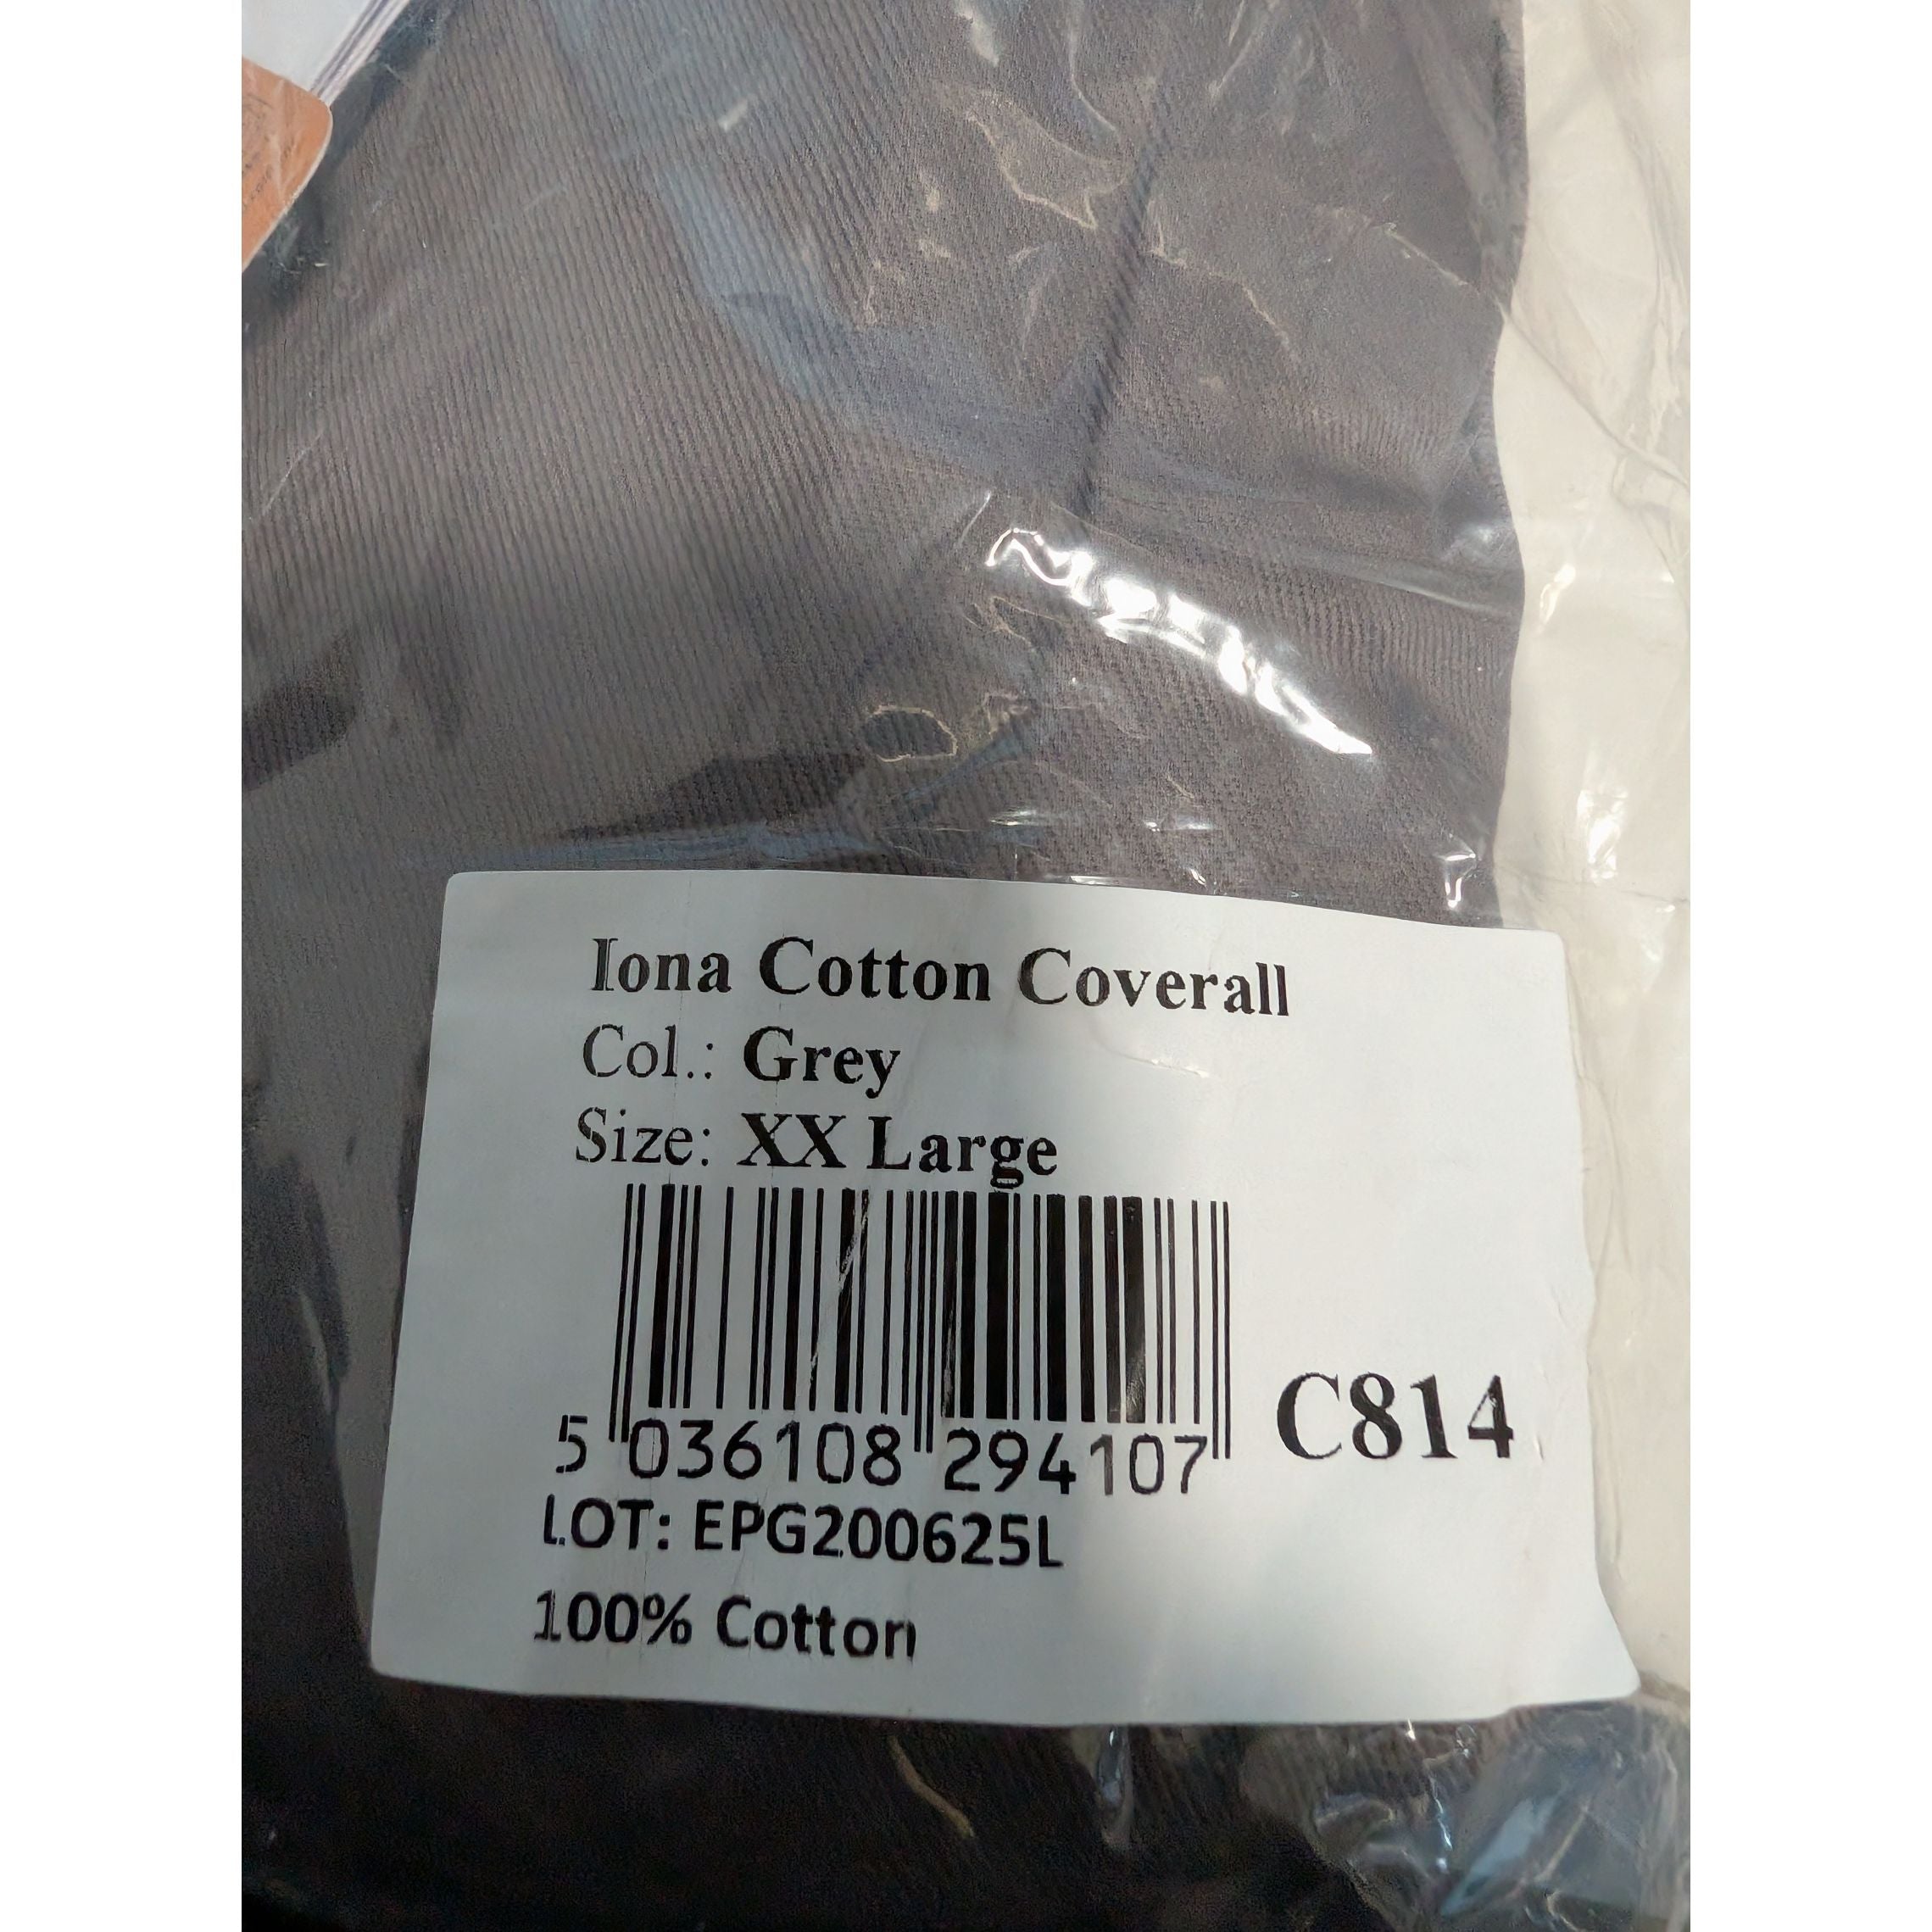 Iona Cotton Coverall
Col.: Grey
Size: XX Large
C814
5 036108 294107
LOT: EPG200625L
100% Cotton